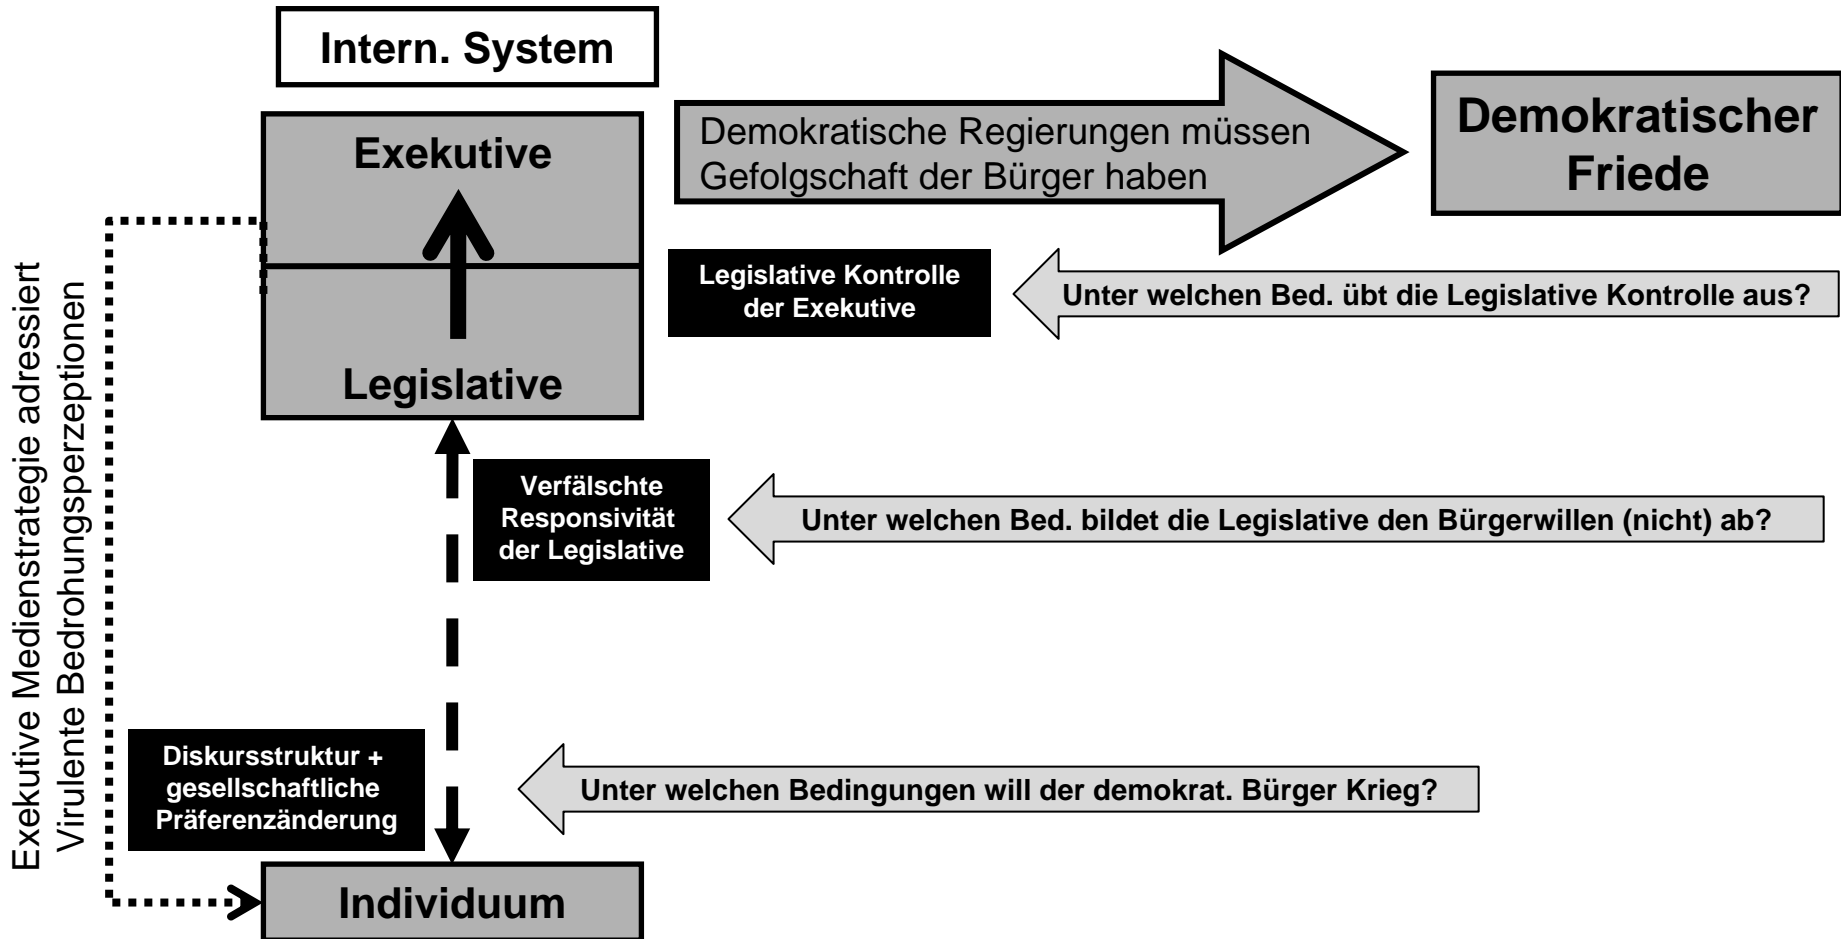 Intern. System
Exekutive
Demokratische Regierungen müssen
Gefolgschaft der Bürger haben
Demokratischer
Friede
Legislative Kontrolle
der Exekutive
Unter welchen Bed. übt die Legislative Kontrolle aus?
Legislative
Exekutive Medienstrategie adressiert
Virulente Bedrohungsperzeptionen
Verfälschte
Responsivität
der Legislative
Unter welchen Bed. bildet die Legislative den Bürgerwillen (nicht) ab?
Diskursstruktur +
gesellschaftliche
Präferenzänderung
Unter welchen Bedingungen will der demokrat. Bürger Krieg?
Individuum